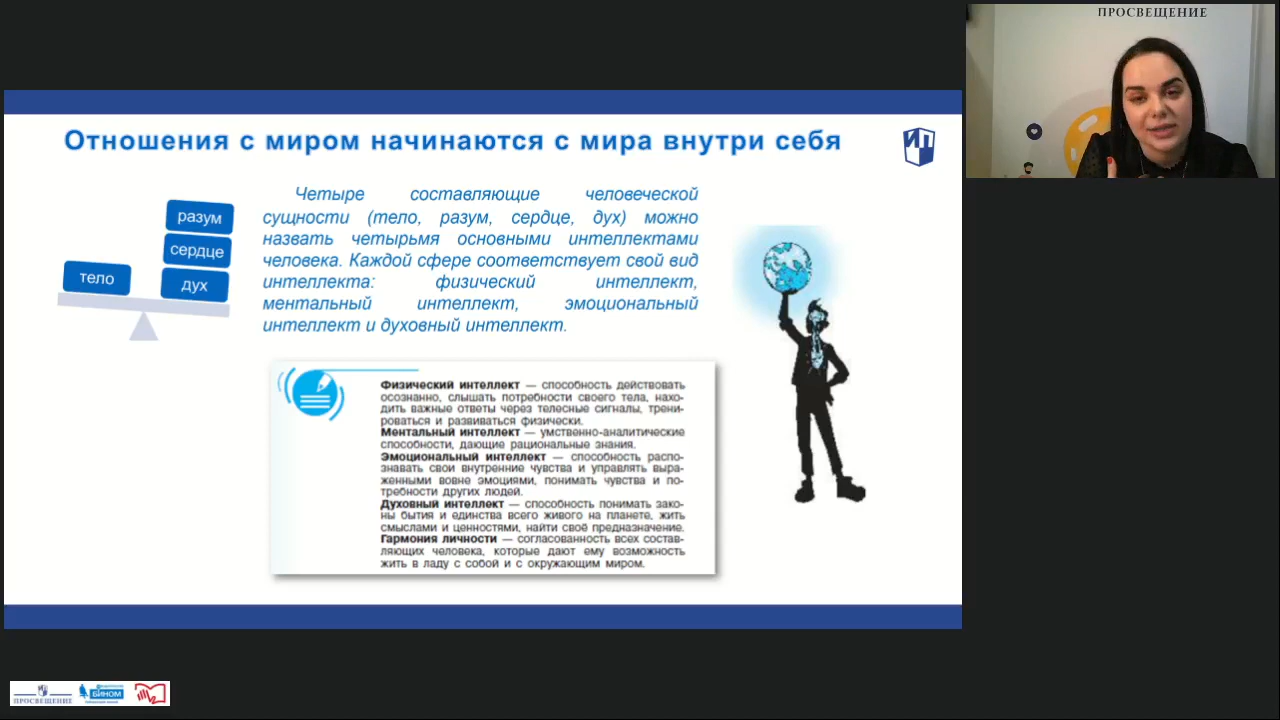 ПРОСВЕЩЕНИЕ
Отношения с миром начинаются с мира внутри себя
разум
сердце
тело
дух
Четыре составляющие человеческой
сущности (тело, разум, сердце, дух) можно
назвать четырьмя основными интеллектами
человека. Каждой сфере соответствует свой вид
интеллекта: физический интеллект,
ментальный интеллект, эмоциональный
интеллект и духовный интеллект.
Физический интеллект — способность действовать
осознанно, слышать потребности своего тела, нахо-
дить важные ответы через телесные сигналы, трени-
роваться и развиваться физически.
Ментальный интеллект — умственно-аналитические
способности, дающие рациональные знания.
Эмоциональный интеллект — способность распо-
знавать свои внутренние чувства и управлять выра-
женными вовне эмоциями, понимать чувства и по-
требности других людей.
Духовный интеллект — способность понимать зако-
ны бытия и единства всего живого на планете, жить
смыслами и ценностями, найти своё предназначение.
Гармония личности — согласованность всех состав-
ляющих человека, которые дают ему возможность
жить в ладу с собой и с окружающим миром.
ПРОСВЕЩЕНИЕ
БИНОМ